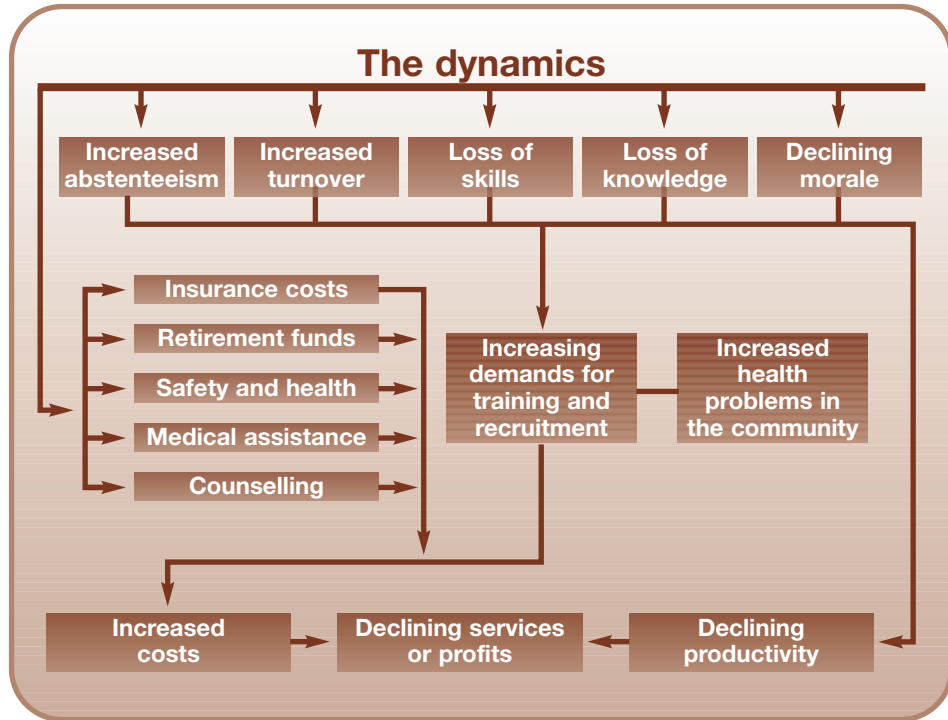 The dynamics
Increased
abstenteeism
Increased
turnover
Loss of
skills
Loss of
knowledge
Declining
morale
Insurance costs
Retirement funds
Safety and health
Medical assistance
Counselling
Increasing
demands for
training and
recruitment
Increased
health
problems in
the community
Increased
costs
Declining services
or profits
Declining
productivity